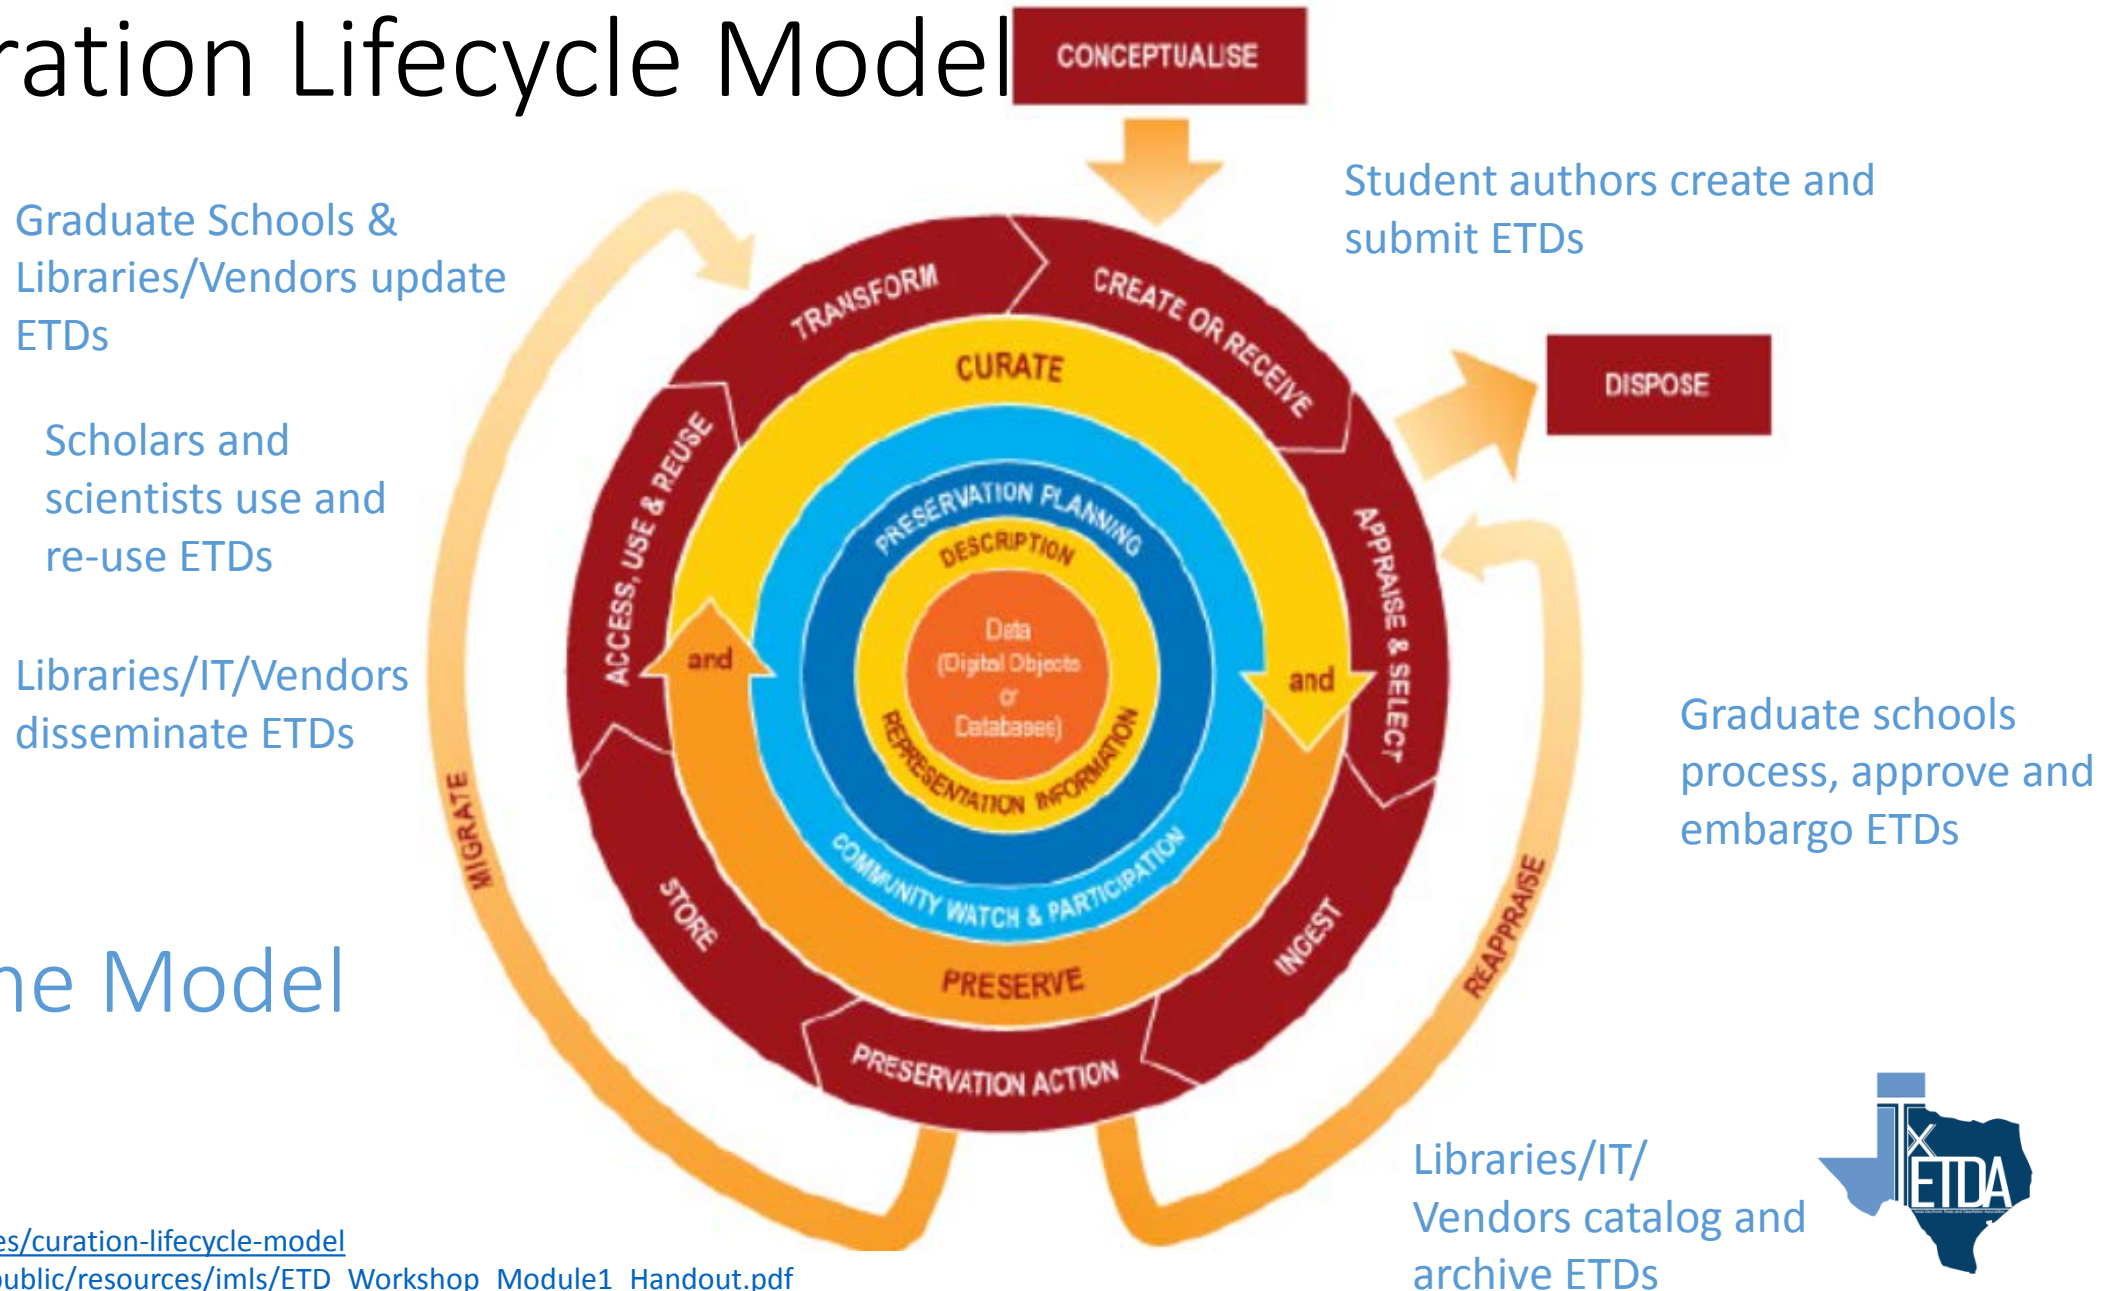 ration Lifecycle Model
CONCEPTUALISE
Student authors create and
submit ETDs
Graduate Schools &
Libraries/Vendors update
ETDs
TRANSFORM
CREATE OR RECEIVE
CURATE
DISPOSE
Scholars and
scientists use and
re-use ETDs
ACCESS, USE & REUSE
PRESERVATION PLANNING
DESCRIPTION
APPRAISE & SELECT
Data
(Digital Objects
or
Databases)
and
and
Libraries/IT/Vendors
disseminate ETDs
REPRESENTATION INFORMATION
Graduate schools
process, approve and
embargo ETDs
MIGRATE
COMMUNITY WATCH & PARTICIPATION
STORE
INGEST
REAPPRAISE
PRESERVE
ne Model
PRESERVATION ACTION
Libraries/IT/
Vendors catalog and
archive ETDs
TX
ETDA
es/curation-lifecycle-model
public/resources/imls/ETD_Workshop_Module1_Handout.pdf